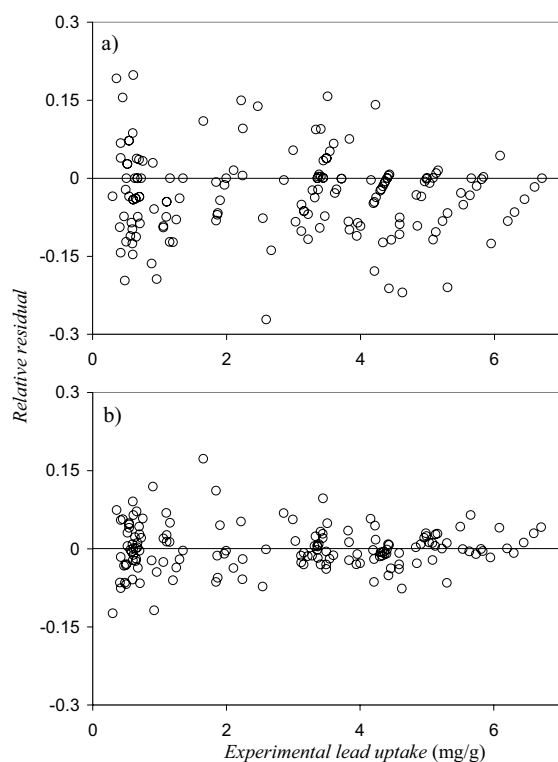 0.3
a)
0.15
0
-0.15
-0.3
0 2 4 6
Relative residual
0.3
b)
0.15
0
-0.15
-0.3
0 2 4 6
Experimental lead uptake (mg/g)